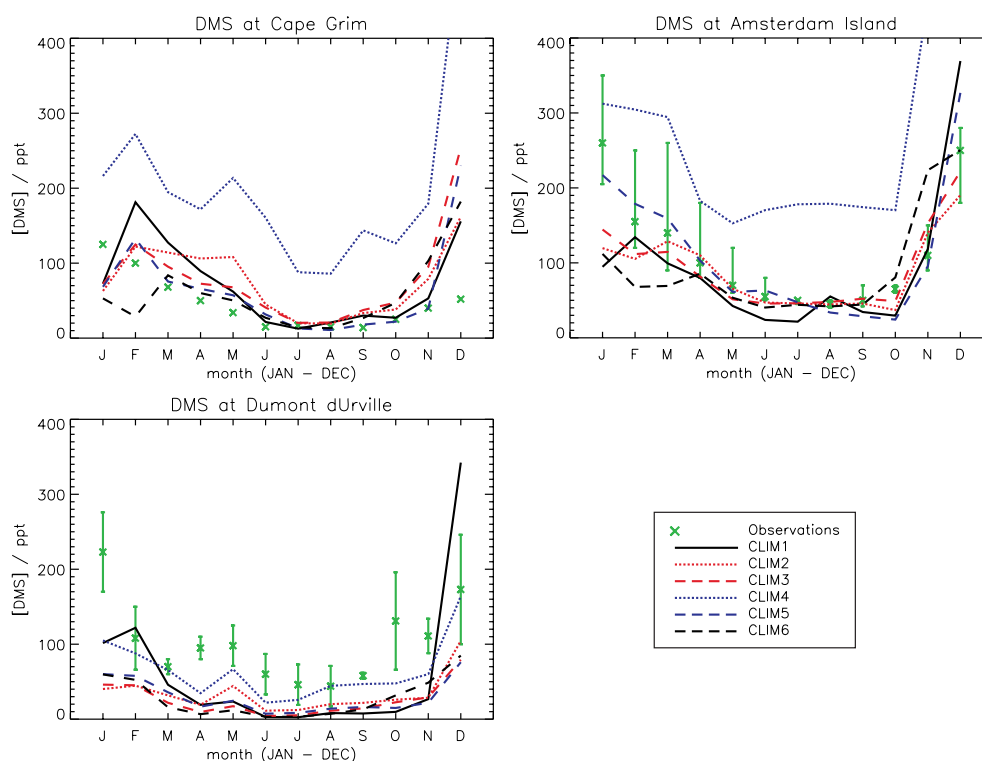 DMS at Cape Grim
[DMS] / ppt
400
300
200
100
0
J F M A M J J A S O N D
month (JAN – DEC)
DMS at Amsterdam Island
[DMS] / ppt
400
300
200
100
0
J F M A M J J A S O N D
month (JAN – DEC)
DMS at Dumont dUrville
[DMS] / ppt
400
300
200
100
0
J F M A M J J A S O N D
month (JAN – DEC)
Observations
CLIM1
CLIM2
CLIM3
CLIM4
CLIM5
CLIM6